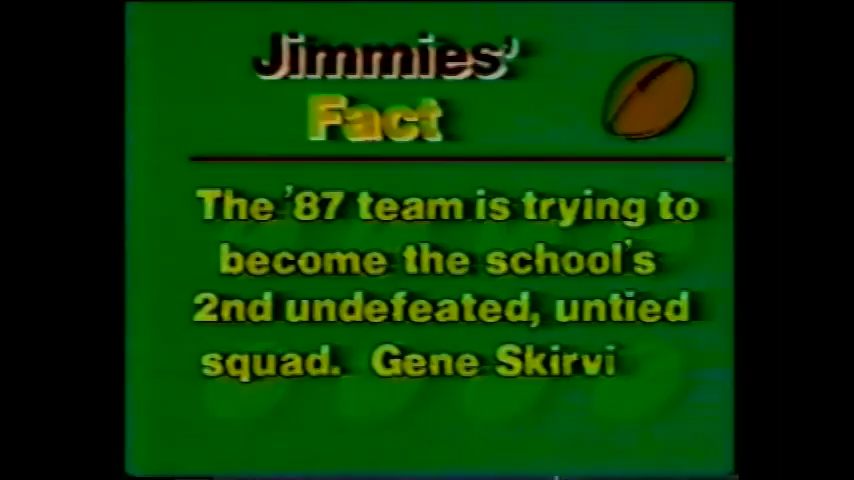 Jimmies'
Fact
The '87 team is trying to
become the school's
2nd undefeated, untied
squad. Gene Skirvi